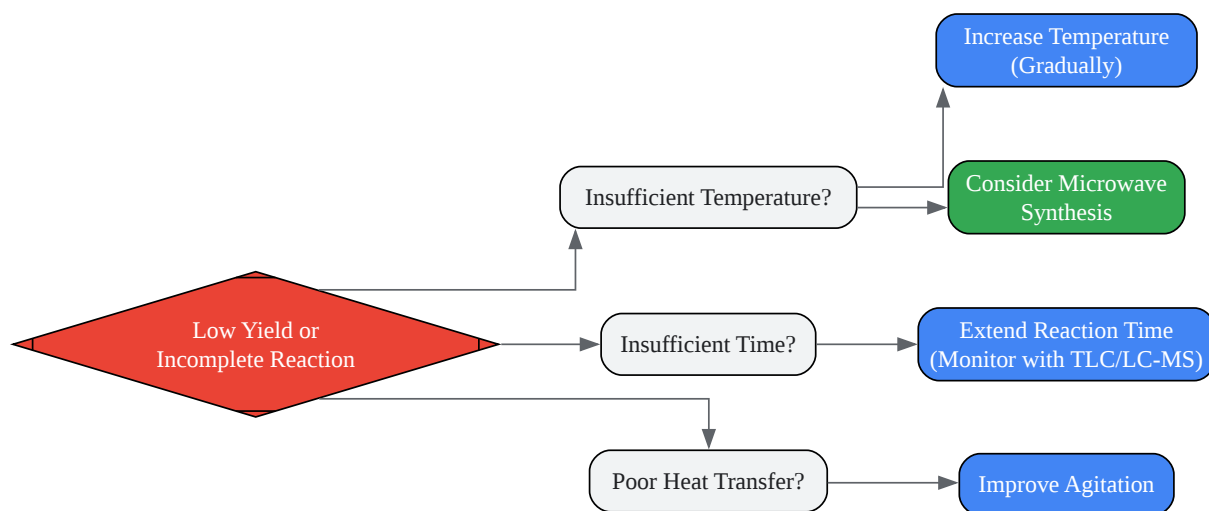 Increase Temperature
(Gradually)
Insufficient Temperature?
Consider Microwave
Synthesis
Low Yield or
Incomplete Reaction
Insufficient Time?
Extend Reaction Time
(Monitor with TLC/LC-MS)
Poor Heat Transfer?
Improve Agitation